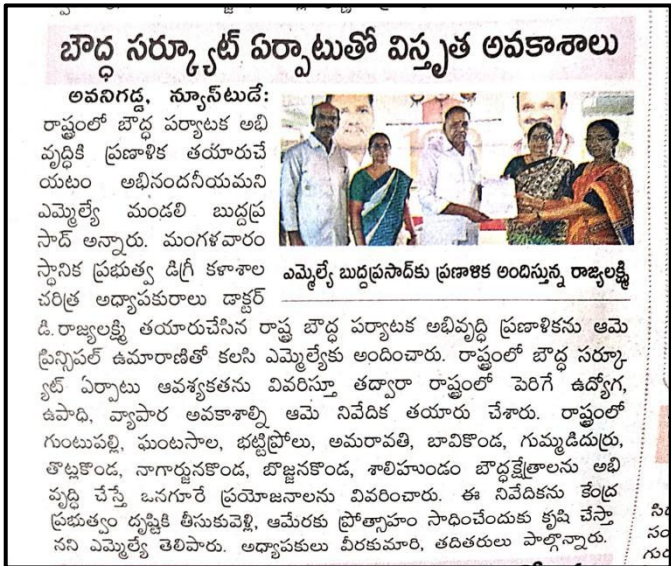 బౌద్ధ సర్క్యూట్ ఏర్పాటుతో విస్తృత అవకాశాలు
అవనిగడ్డ, న్యూస్‌టుడే:
రాష్ట్రంలో బౌద్ధ పర్యాటక అభి
వృద్ధికి ప్రణాళిక తయారుచే
యటం అభినందనీయమని
ఎమ్మెల్యే మండలి బుద్ధప్ర
సాద్ అన్నారు. మంగళవారం
స్థానిక ప్రభుత్వ డిగ్రీ కళాశాల
చరిత్ర అధ్యాపకురాలు డాక్టర్
ఎమ్మెల్యే బుద్ధప్రసాద్‌కు ప్రణాళిక అందిస్తున్న రాజ్యలక్ష్మి
డి.రాజ్యలక్ష్మి తయారుచేసిన రాష్ట్ర బౌద్ధ పర్యాటక అభివృద్ధి ప్రణాళికను ఆమె
ప్రిన్సిపల్ ఉమారాణితో కలసి ఎమ్మెల్యేకు అందించారు. రాష్ట్రంలో బౌద్ధ సర్క్యూ
ట్ ఏర్పాటు ఆవశ్యకతను వివరిస్తూ తద్వారా రాష్ట్రంలో పెరిగే ఉద్యోగ,
ఉపాధి, వ్యాపార అవకాశాల్ని ఆమె నివేదిక తయారు చేశారు. రాష్ట్రంలో
గుంటుపల్లి, ఘంటసాల, భట్టిప్రోలు, అమరావతి, బావికొండ, గుమ్మడిదుర్రు,
తొట్లకొండ, నాగార్జునకొండ, బొజ్జనకొండ, శాలిహుండం బౌద్ధక్షేత్రాలను అభి
వృద్ధి చేస్తే ఒనగూరే ప్రయోజనాలను వివరించారు. ఈ నివేదికను కేంద్ర
ప్రభుత్వం దృష్టికి తీసుకువెళ్లి, ఆమేరకు ప్రోత్సాహం సాధించేందుకు కృషి చేస్తా
నని ఎమ్మెల్యే తెలిపారు. అధ్యాపకులు వీరకుమారి, తదితరులు పాల్గొన్నారు.